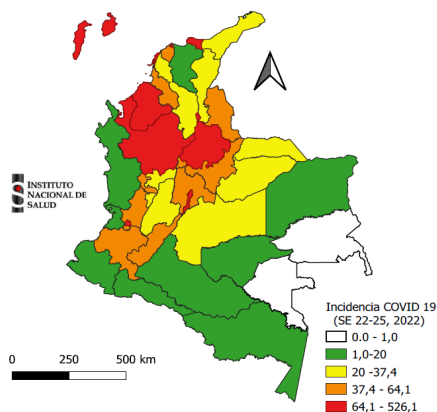 INSTITUTO
NACIONAL DE
SALUD
Incidencia COVID 19
(SE 22-25, 2022)
0.0 - 1,0
1,0-20
20 -37,4
37,4 - 64,1
64,1 - 526,1
0 250 500 km